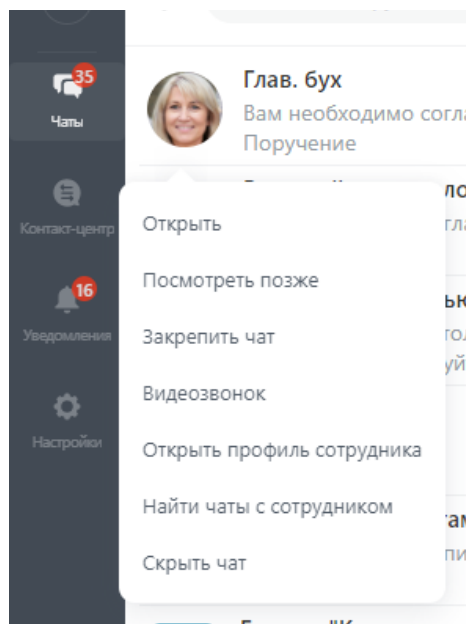 35
Чаты
Контакт-центр
16
Уведомления
Настройки
Глав. бух
Вам необходимо согла
Поручение
Открыть
Посмотреть позже
Закрепить чат
Видеозвонок
Открыть профиль сотрудника
Найти чаты с сотрудником
Скрыть чат